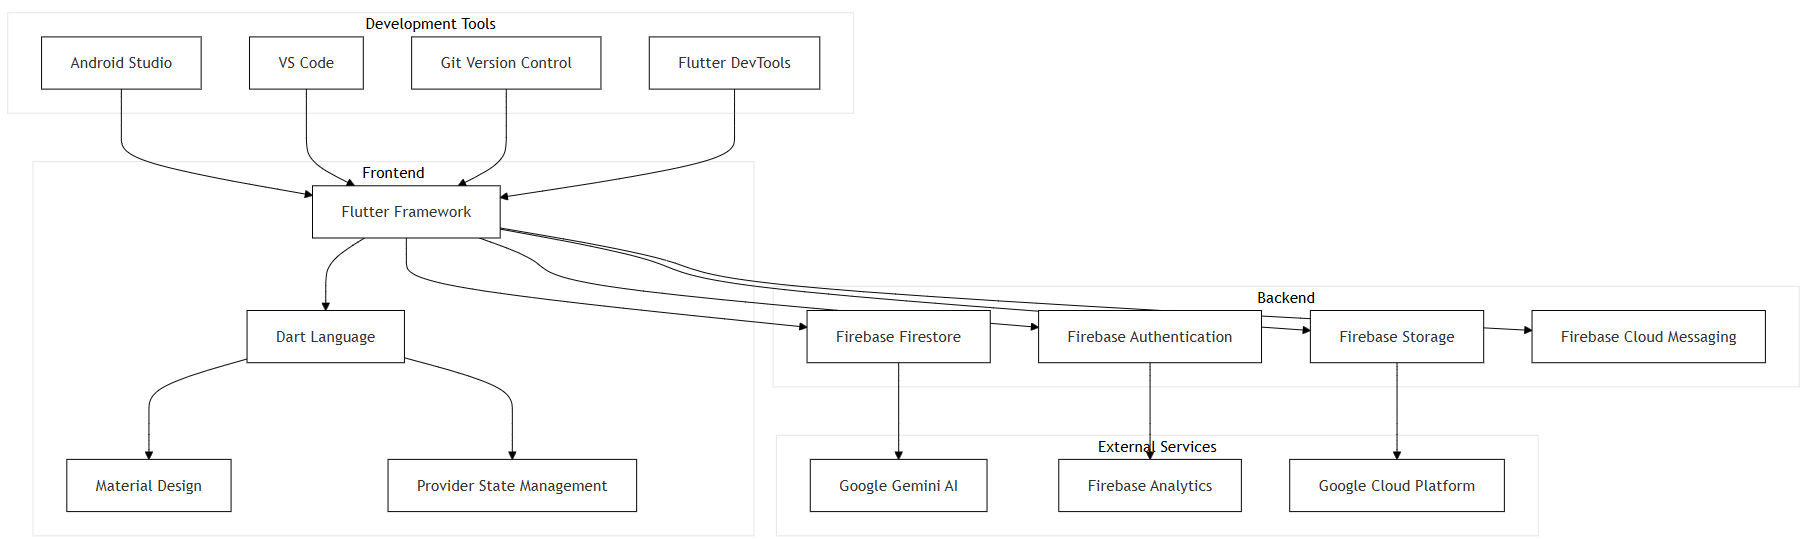 Development Tools
Android Studio
VS Code
Git Version Control
Flutter DevTools
Frontend
Flutter Framework
Backend
Dart Language
Firebase Firestore
Firebase Authentication
Firebase Storage
Firebase Cloud Messaging
External Services
Material Design
Provider State Management
Google Gemini AI
Firebase Analytics
Google Cloud Platform